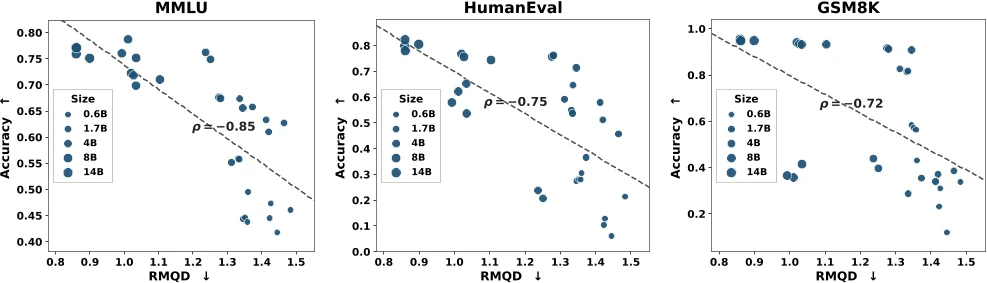 MMLU
Accuracy ↑
0.80
0.75
0.70
0.65
0.60
0.55
0.50
0.45
0.40
Size
0.6B
1.7B
4B
8B
14B
ρ=−0.85
0.8 0.9 1.0 1.1 1.2 1.3 1.4 1.5
RMQD ↓
HumanEval
Accuracy ↑
0.8
0.7
0.6
0.5
0.4
0.3
0.2
0.1
0.0
Size
0.6B
1.7B
4B
8B
14B
ρ=−0.75
0.8 0.9 1.0 1.1 1.2 1.3 1.4 1.5
RMQD ↓
GSM8K
Accuracy ↑
1.0
0.8
0.6
0.4
0.2
Size
0.6B
1.7B
4B
8B
14B
ρ=−0.72
0.8 0.9 1.0 1.1 1.2 1.3 1.4 1.5
RMQD ↓